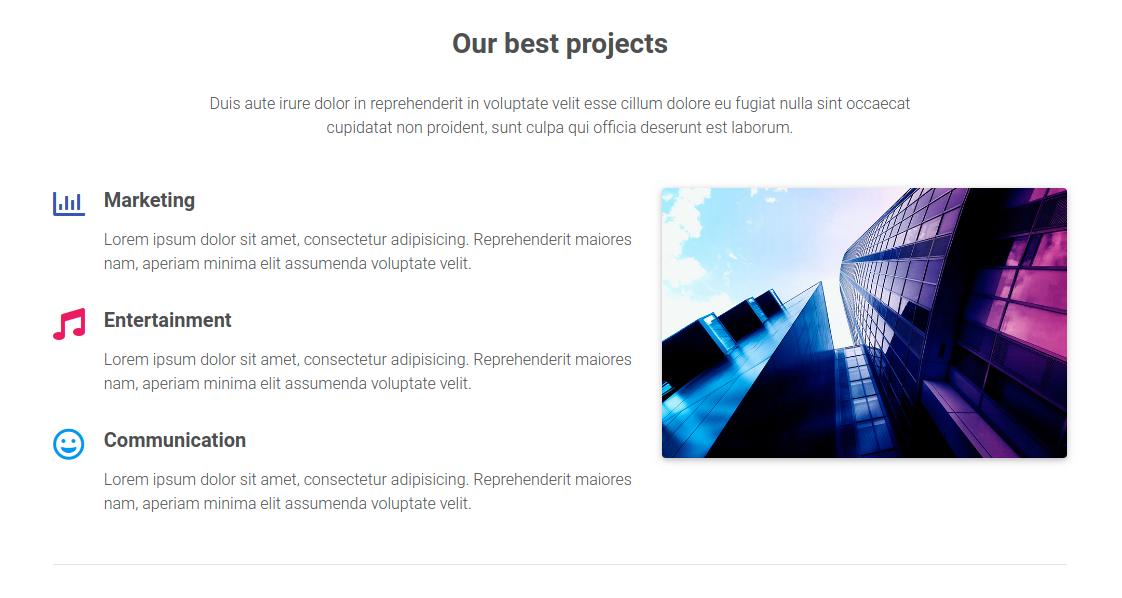 Our best projects
Duis aute irure dolor in reprehenderit in voluptate velit esse cillum dolore eu fugiat nulla sint occaecat
cupidatat non proident, sunt culpa qui officia deserunt est laborum.
Marketing
Lorem ipsum dolor sit amet, consectetur adipisicing. Reprehenderit maiores
nam, aperiam minima elit assumenda voluptate velit.
Entertainment
Lorem ipsum dolor sit amet, consectetur adipisicing. Reprehenderit maiores
nam, aperiam minima elit assumenda voluptate velit.
Communication
Lorem ipsum dolor sit amet, consectetur adipisicing. Reprehenderit maiores
nam, aperiam minima elit assumenda voluptate velit.